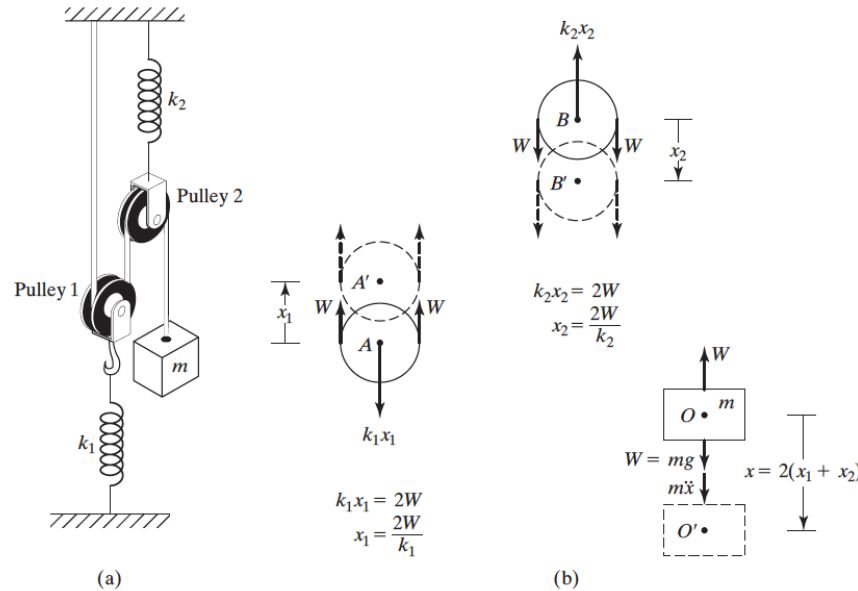 k₂
Pulley 2
Pulley 1
m
k₁
(a)
A'
x₁
W
W
A
k₁x₁
k₁x₁ = 2W
x₁ = 2W/k₁
k₂x₂
B
W
W
x₂
B'
k₂x₂ = 2W
x₂ = 2W/k₂
W
O
m
W = mg
mẍ
x = 2(x₁ + x₂)
O'
(b)